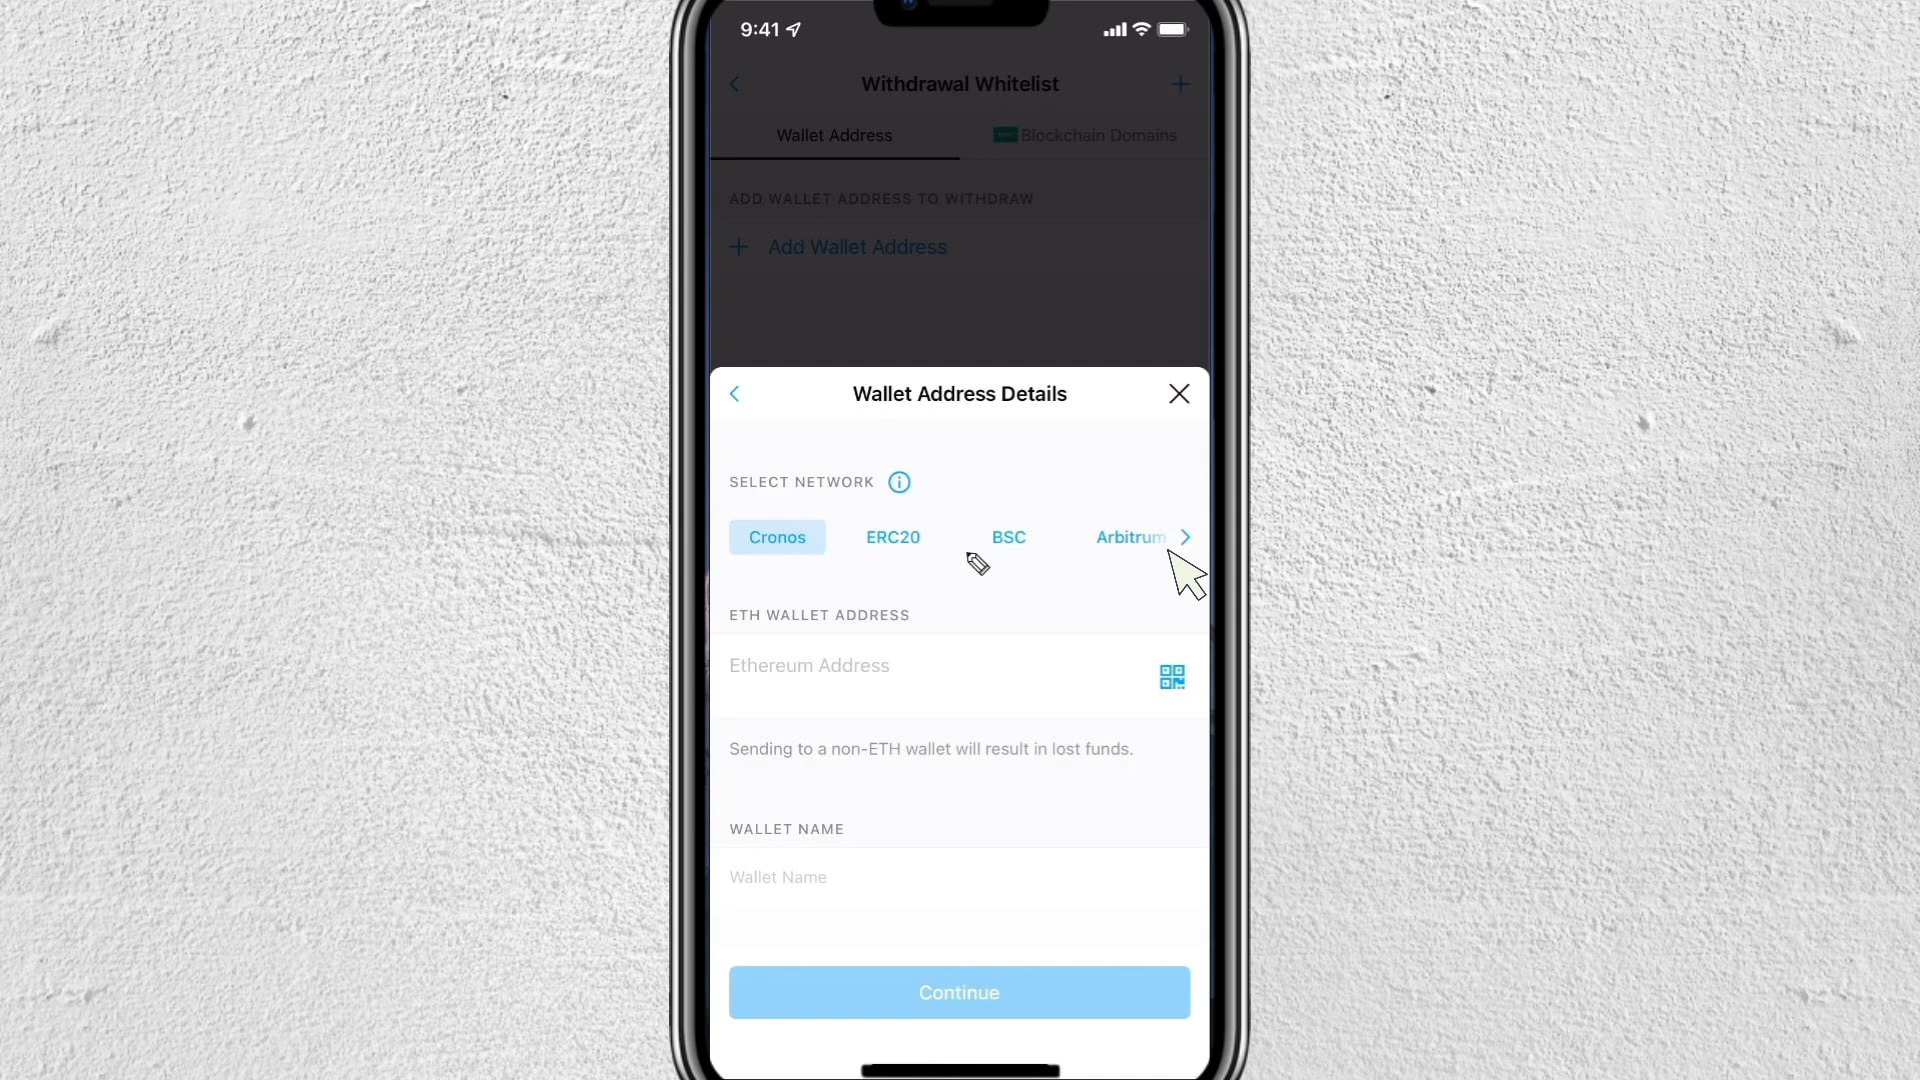 9:41
Withdrawal Whitelist
Wallet Address
Blockchain Domains
ADD WALLET ADDRESS TO WITHDRAW
Add Wallet Address
Wallet Address Details
SELECT NETWORK
Cronos ERC20 BSC Arbitrum
ETH WALLET ADDRESS
Ethereum Address
Sending to a non-ETH wallet will result in lost funds.
WALLET NAME
Wallet Name
Continue